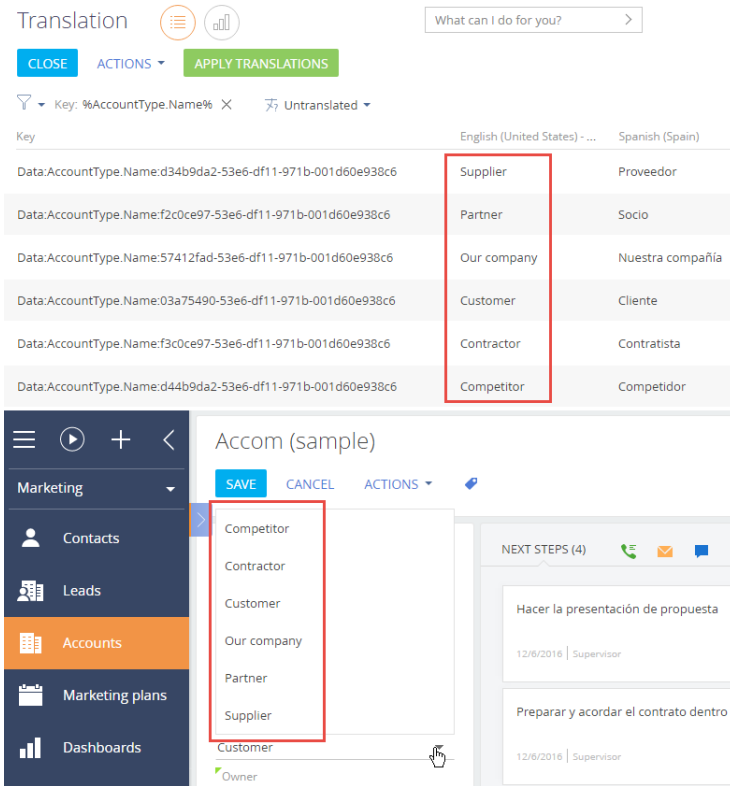 Translation
What can I do for you?
CLOSE ACTIONS APPLY TRANSLATIONS
Key: %AccountType.Name% Untranslated
Key English (United States) - ... Spanish (Spain)
Data:AccountType.Name:d34b9da2-53e6-df11-971b-001d60e938c6 Supplier Proveedor
Data:AccountType.Name:f2c0ce97-53e6-df11-971b-001d60e938c6 Partner Socio
Data:AccountType.Name:57412fad-53e6-df11-971b-001d60e938c6 Our company Nuestra compañía
Data:AccountType.Name:03a75490-53e6-df11-971b-001d60e938c6 Customer Cliente
Data:AccountType.Name:f3c0ce97-53e6-df11-971b-001d60e938c6 Contractor Contratista
Data:AccountType.Name:d44b9da2-53e6-df11-971b-001d60e938c6 Competitor Competidor
Marketing
Contacts
Leads
Accounts
Marketing plans
Dashboards
Accom (sample)
SAVE CANCEL ACTIONS
Competitor
Contractor
Customer
Our company
Partner
Supplier
Customer
Owner
NEXT STEPS (4)
Hacer la presentación de propuesta
12/6/2016 | Supervisor
Preparar y acordar el contrato dentro
12/6/2016 | Supervisor